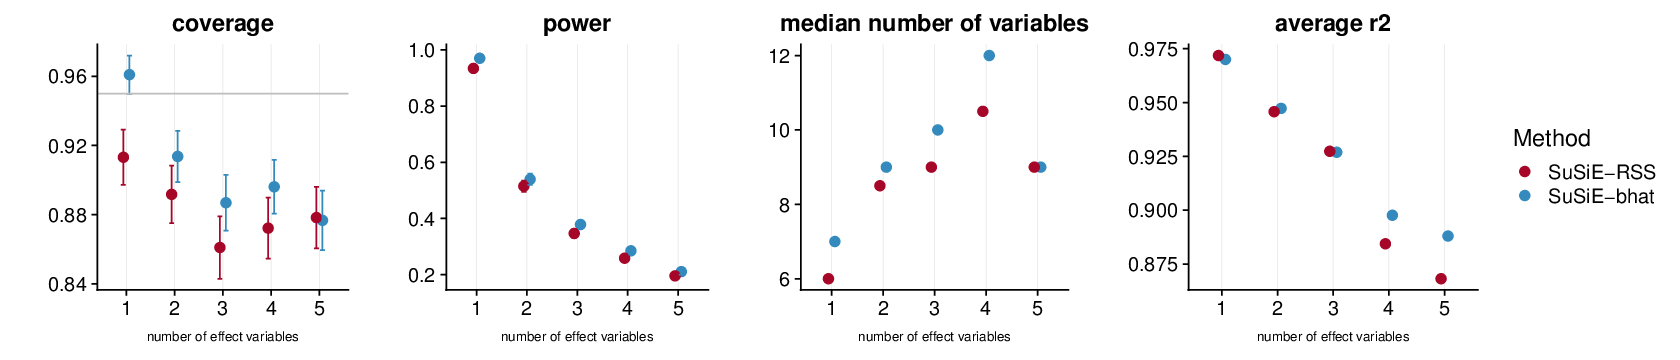 coverage
0.96
0.92
0.88
0.84
1 2 3 4 5
number of effect variables
power
1.0
0.8
0.6
0.4
0.2
1 2 3 4 5
number of effect variables
median number of variables
12
10
8
6
1 2 3 4 5
number of effect variables
average r2
0.975
0.950
0.925
0.900
0.875
1 2 3 4 5
number of effect variables
Method
SuSiE−RSS
SuSiE−bhat